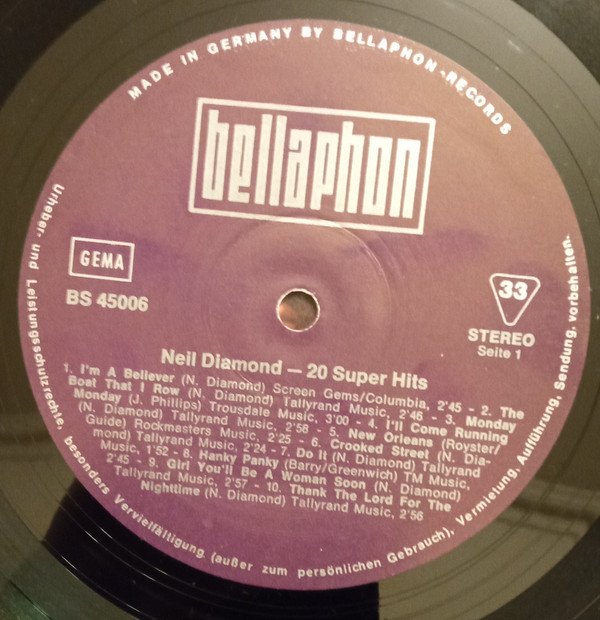 MADE IN GERMANY BY BELLAPHON-RECORDS
bellaphon
GEMA
BS 45006
33
STEREO
Seite 1
Neil Diamond – 20 Super Hits
1. I'm A Believer (N. Diamond) Screen Gems/Columbia, 2'45 - 2. The
Boat That I Row (N. Diamond) Tallyrand Music, 2'46 - 3. Monday
Monday (J. Phillips) Trousdale Music, 3'00 - 4. I'll Come Running
(N. Diamond) Tallyrand Music, 2'58 - 5. New Orleans (Royster/
Guide) Rockmasters Music, 2'25 - 6. Crooked Street (N. Dia-
mond) Tallyrand Music, 2'24 - 7. Do It (N. Diamond) Tallyrand
Music, 1'52 - 8. Hanky Panky (Barry/Greenwich) TM Music,
2'45 - 9. Girl You'll Be A Woman Soon (N. Diamond)
Tallyrand Music, 2'57 - 10. Thank The Lord For The
Nighttime (N. Diamond) Tallyrand Music, 2'56
Urheber- und Leistungsschutzrechte, besonders Vervielfältigung (außer zum persönlichen Gebrauch), Vermietung, Aufführung, Sendung, vorbehalten.